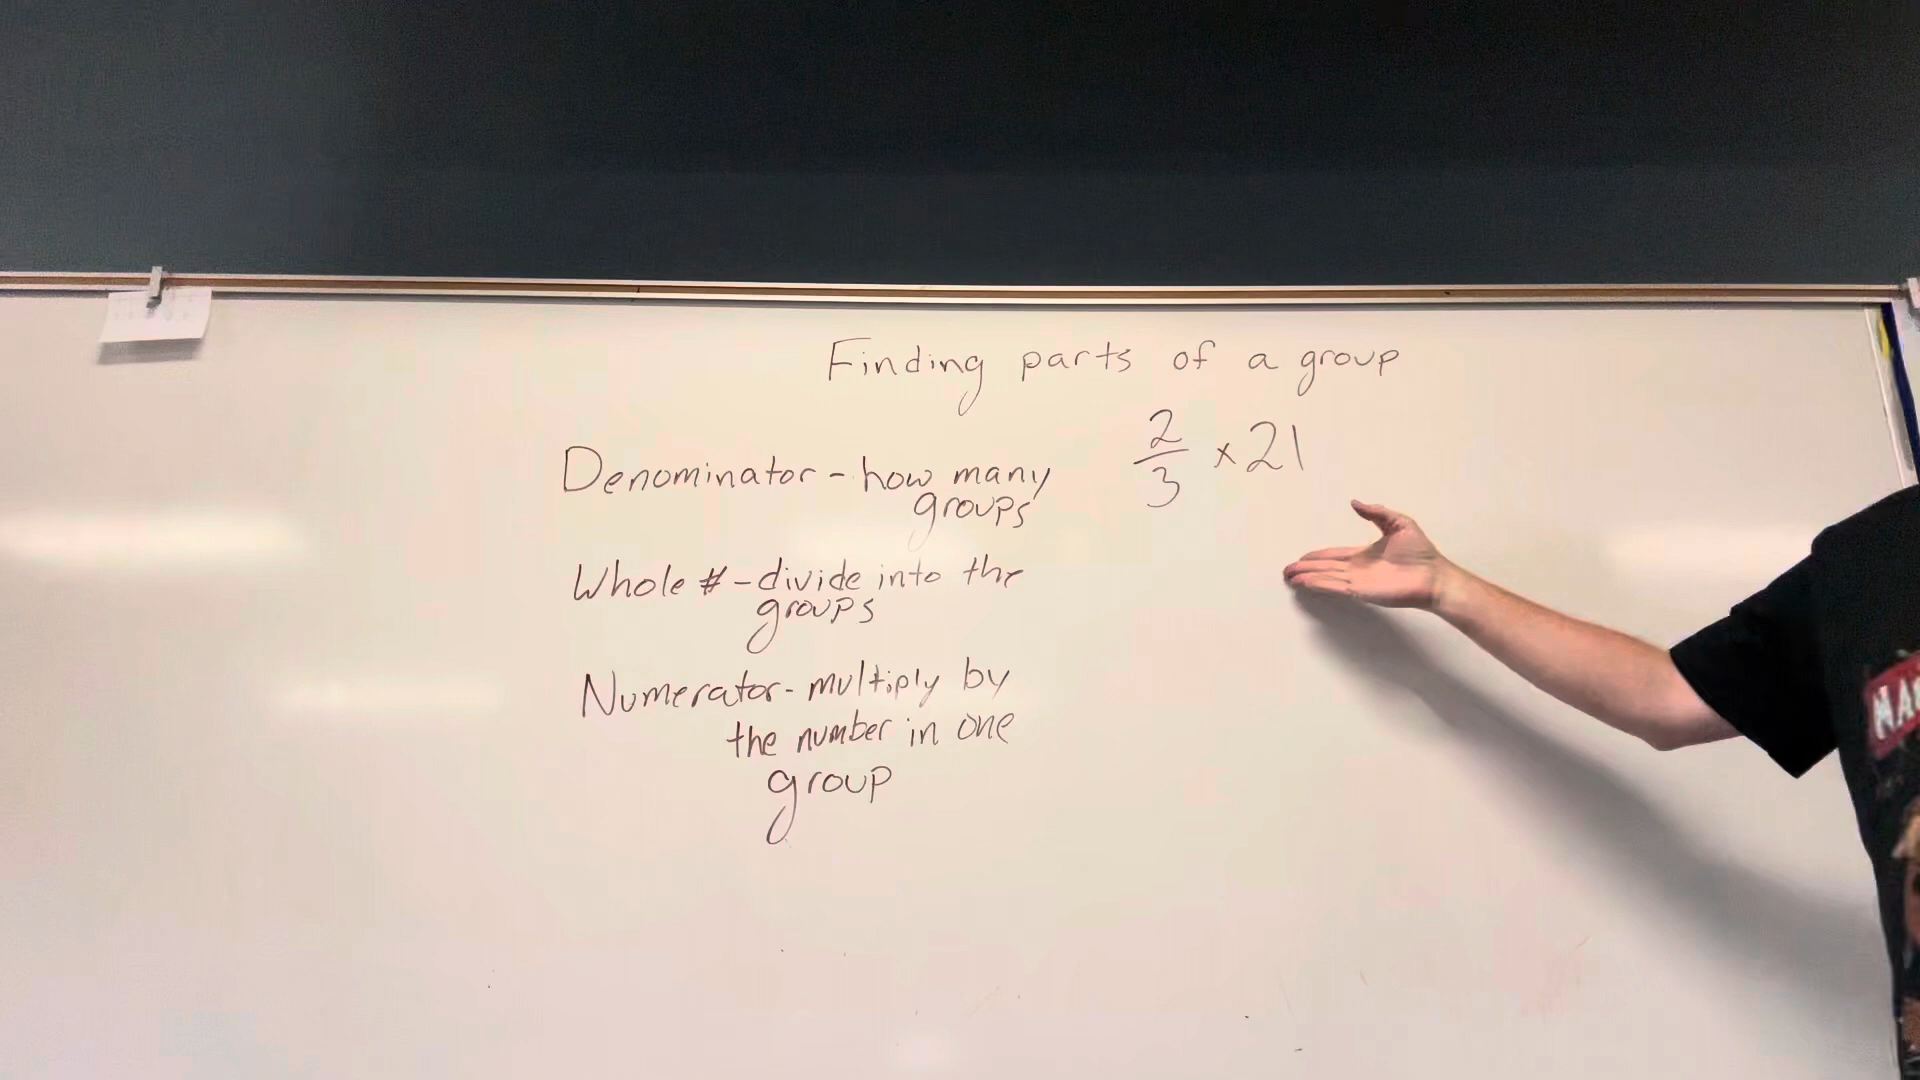 Finding parts of a group
Denominator - how many
groups
2/3 × 21
Whole # - divide into the
groups
Numerator - multiply by
the number in one
group